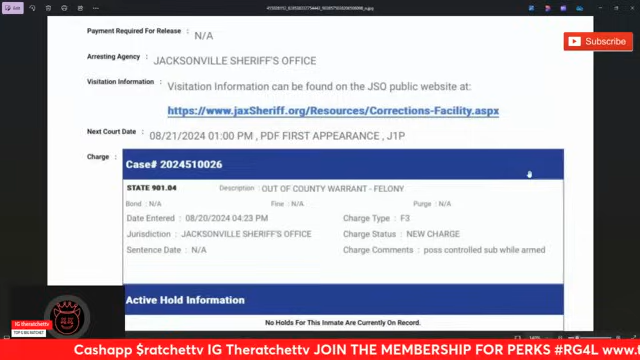 Edit
Payment Required For Release :
N/A
Subscribe
Arresting Agency :
JACKSONVILLE SHERIFF'S OFFICE
Visitation Information :
Visitation Information can be found on the JSO public website at:
https://www.jaxSheriff.org/Resources/Corrections-Facility.aspx
Next Court Date :
08/21/2024 01:00 PM , PDF FIRST APPEARANCE , J1P
Charge :
Case# 2024510026
STATE 901.04 Description : OUT OF COUNTY WARRANT - FELONY
Bond : N/A Fine : N/A Purge : N/A
Date Entered : 08/20/2024 04:23 PM Charge Type : F3
Jurisdiction : JACKSONVILLE SHERIFF'S OFFICE Charge Status : NEW CHARGE
Sentence Date : N/A Charge Comments : poss controlled sub while armed
Active Hold Information
No Holds For This Inmate Are Currently On Record.
IG Theratchettv
Cashapp $ratchettv IG Theratchettv JOIN THE MEMBERSHIP FOR PERKS #RG4L www.t